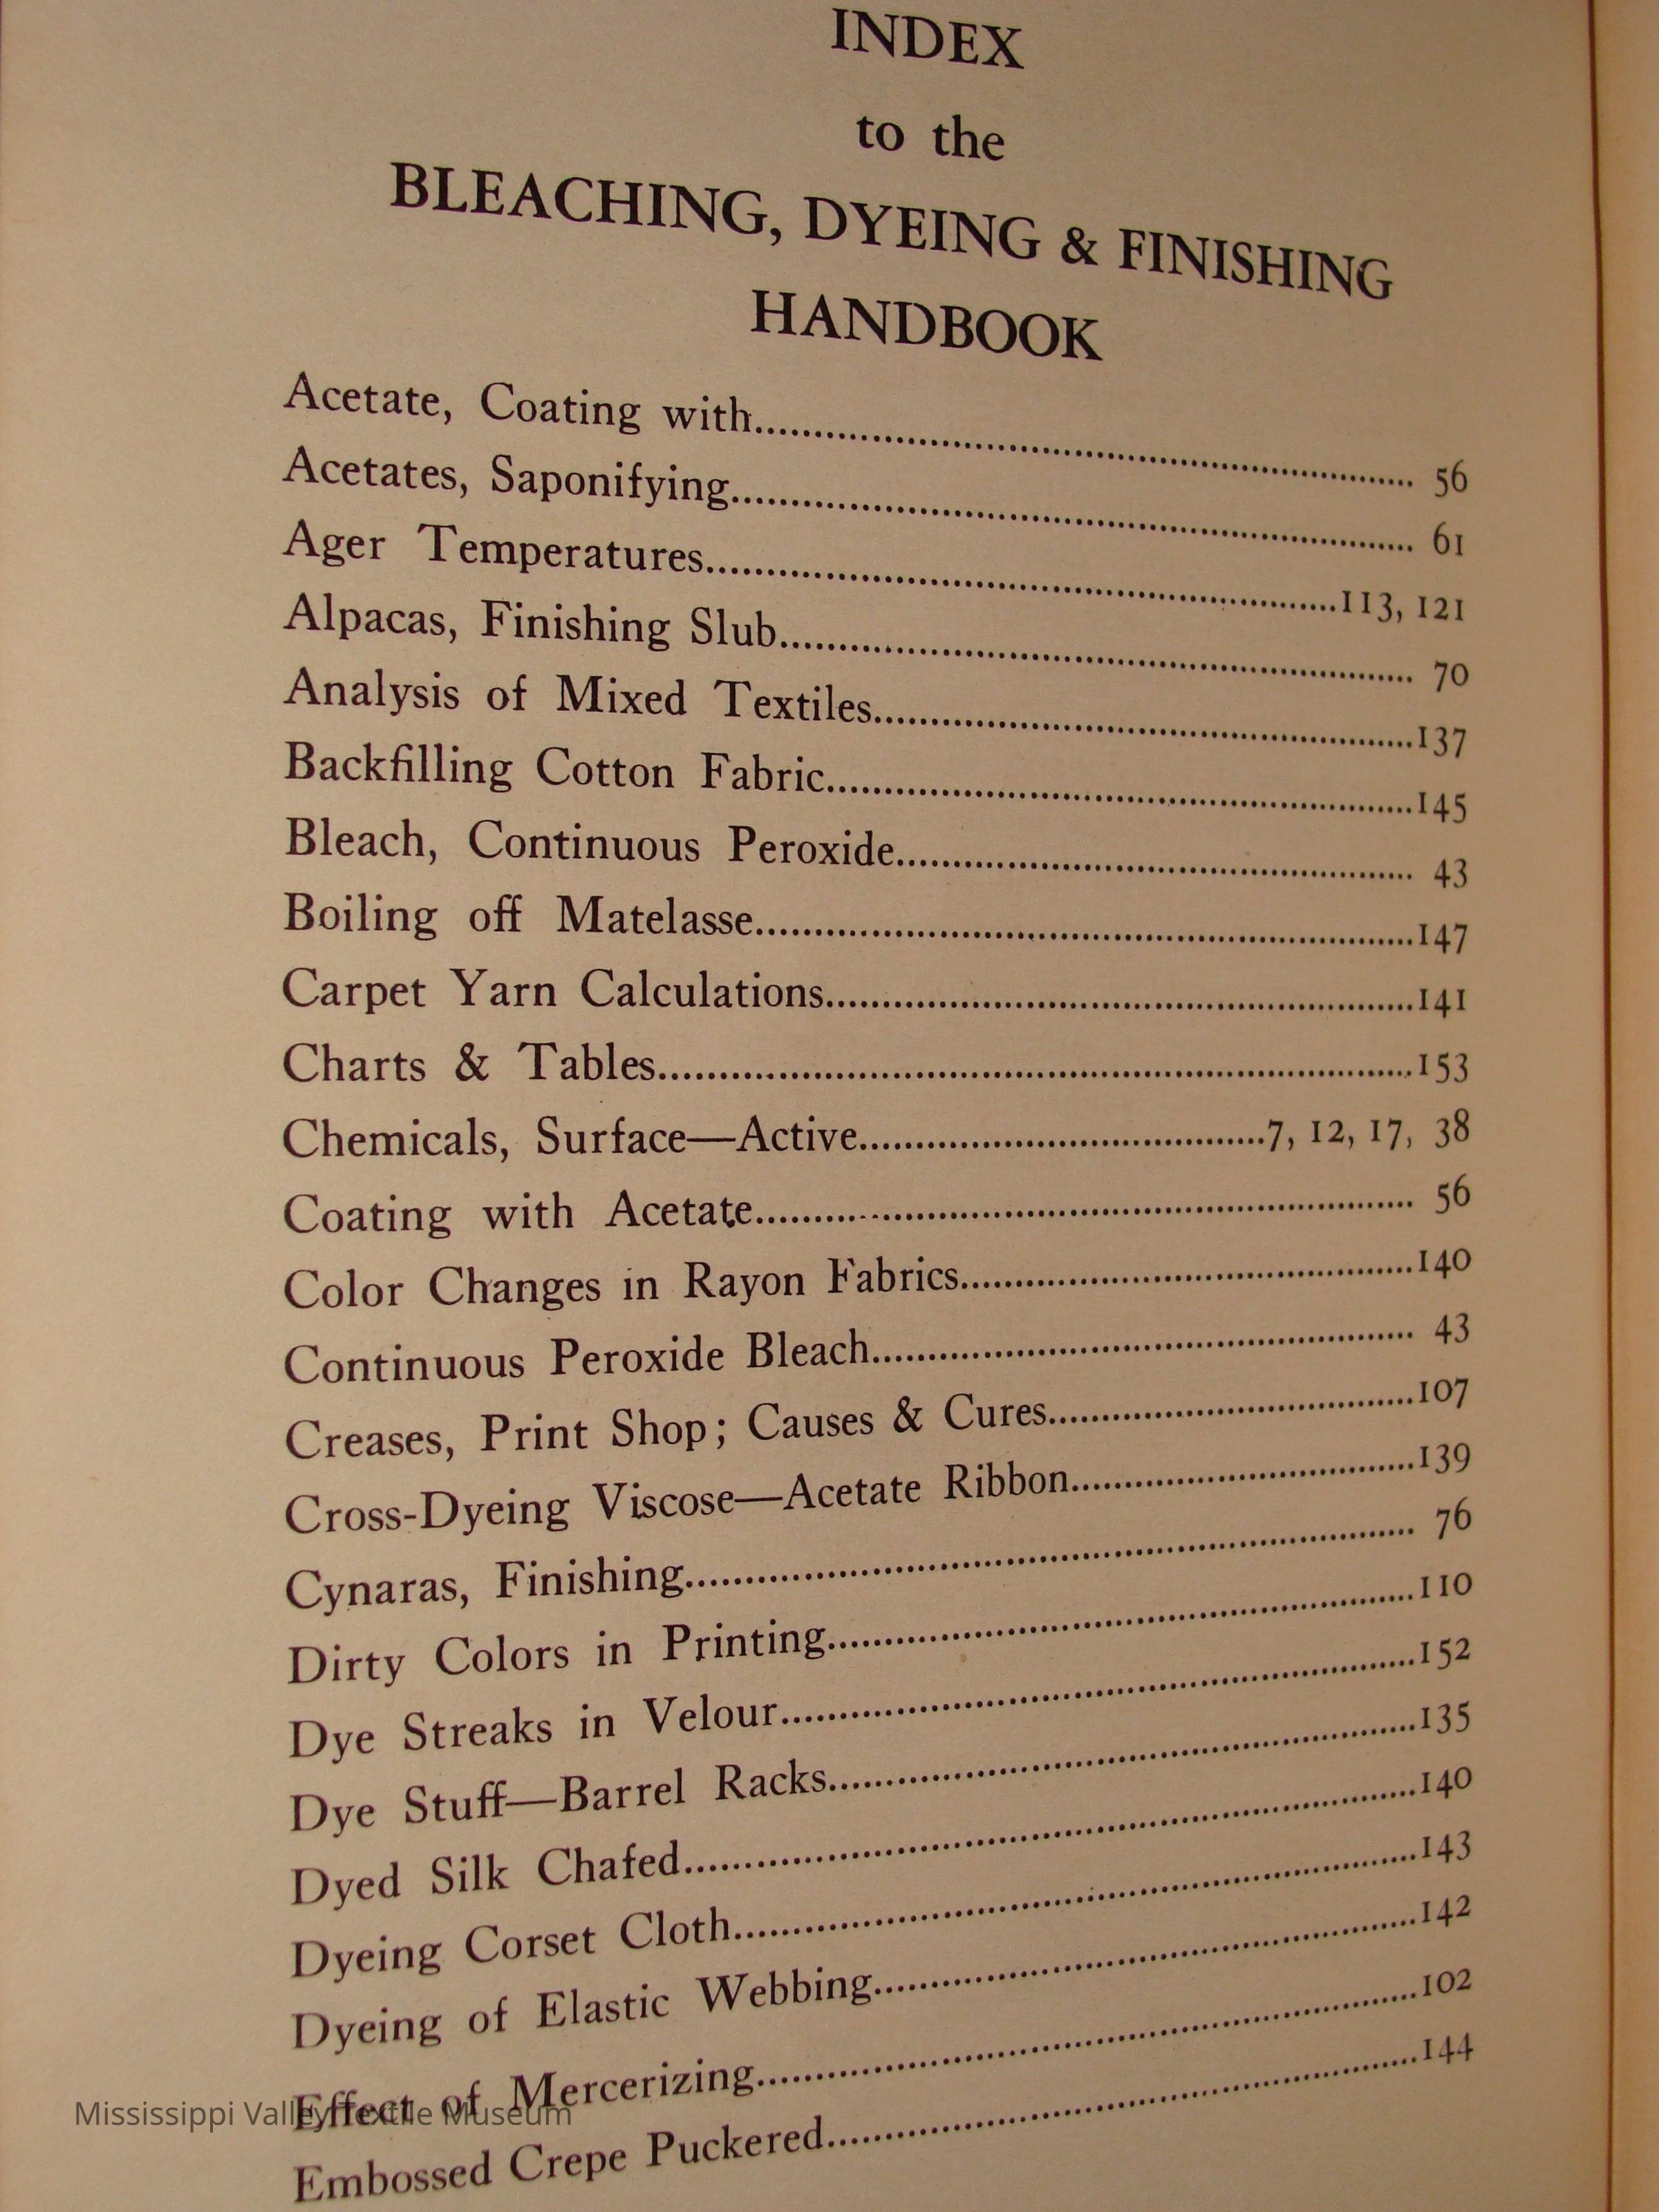 INDEX
to the
BLEACHING, DYEING & FINISHING
HANDBOOK
Acetate, Coating with........................................ 56
Acetates, Saponifying........................................ 61
Ager Temperatures........................................113, 121
Alpacas, Finishing Slub........................................ 70
Analysis of Mixed Textiles........................................137
Backfilling Cotton Fabric........................................145
Bleach, Continuous Peroxide........................................ 43
Boiling off Matelasse........................................147
Carpet Yarn Calculations........................................141
Charts & Tables........................................153
Chemicals, Surface—Active........................................7, 12, 17, 38
Coating with Acetate........................................ 56
Color Changes in Rayon Fabrics........................................140
Continuous Peroxide Bleach........................................ 43
Creases, Print Shop; Causes & Cures........................................107
Cross-Dyeing Viscose—Acetate Ribbon........................................139
Cynaras, Finishing........................................ 76
Dirty Colors in Printing........................................110
Dye Streaks in Velour........................................152
Dye Stuff—Barrel Racks........................................135
Dyed Silk Chafed........................................140
Dyeing Corset Cloth........................................143
Dyeing of Elastic Webbing........................................142
Effect of Mercerizing........................................102
Embossed Crepe Puckered........................................144
Mississippi Valley Textile Museum